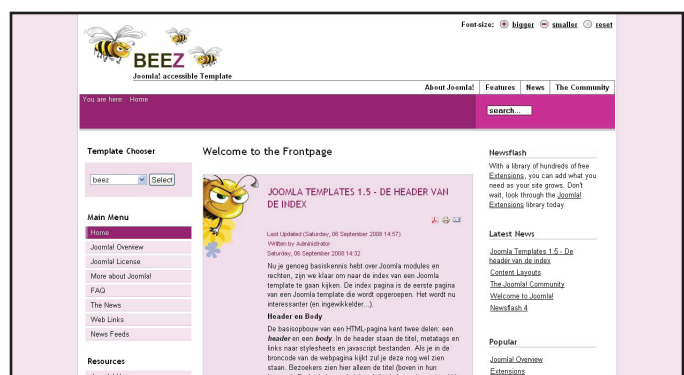 Font-size: bigger smaller reset
BEEZ
Joomla! accessible Template
About Joomla! Features News The Community
You are here: Home
search...
Template Chooser
beez Select
Main Menu
Home
Joomla! Overview
Joomla! License
More about Joomla!
FAQ
The News
Web Links
News Feeds
Resources
Welcome to the Frontpage
JOOMLA TEMPLATES 1.5 - DE HEADER VAN
DE INDEX
Last Updated (Saturday, 06 September 2008 14:57)
Written by Administrator
Saturday, 06 September 2008 14:32
Nu je genoeg basiskennis hebt over Joomla modules en
rechten, zijn we klaar om naar de index van een Joomla
template te gaan kijken. De index pagina is de eerste pagina
van een Joomla template die wordt opgeroepen. Het wordt nu
interessanter (en ingewikkelder...).
Header en Body
De basisopbouw van een HTML-pagina kent twee delen: een
header en een body. In de header staan de titel, metatags en
links naar stylesheets en javascript bestanden. Als je in de
broncode van de webpagina kijkt zul je deze nog wel zien
staan. Bezoekers zien hier alleen de titel (boven in hun
Newsflash
With a library of hundreds of free
Extensions, you can add what you
need as your site grows. Don't
wait, look through the Joomla!
Extensions library today.
Latest News
Joomla Templates 1.5 - De
header van de index
Content Layouts
The Joomla! Community
Welcome to Joomla!
Newsflash 4
Popular
Joomla! Overview
Extensions